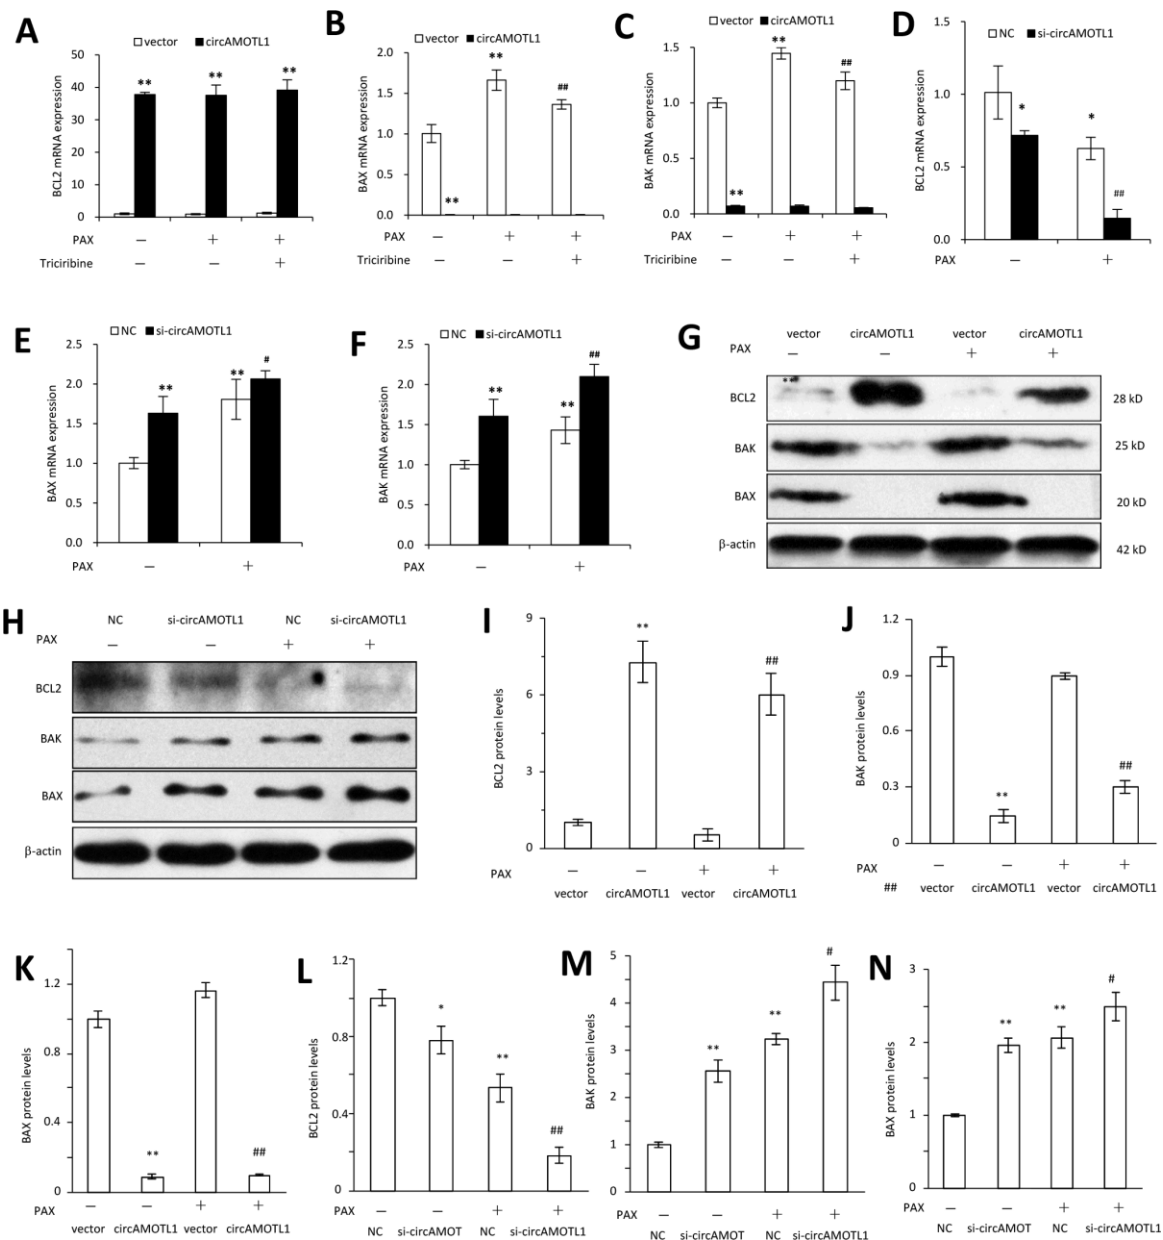 A
vector circAMOTL1
BCL2 mRNA expression
50
40
30
20
10
0
** ** **
PAX – + +
Triciribine – – +
B
vector circAMOTL1
BAX mRNA expression
2.0
1.5
1.0
0.5
0.0
** ** ##
PAX – + +
Triciribine – – +
C
vector circAMOTL1
BAK mRNA expression
1.5
1.0
0.5
0.0
** ** ##
PAX – + +
Triciribine – – +
D
NC si-circAMOTL1
BCL2 mRNA expression
1.5
1.0
0.5
0.0
* * ##
PAX – +
E
NC si-circAMOTL1
BAX mRNA expression
2.5
2.0
1.5
1.0
0.5
0.0
** ** #
PAX – +
F
NC si-circAMOTL1
BAK mRNA expression
2.5
2.0
1.5
1.0
0.5
0.0
** ** ##
PAX – +
G
vector circAMOTL1 vector circAMOTL1
PAX – – + +
BCL2 28 kD
BAK 25 kD
BAX 20 kD
β-actin 42 kD
H
NC si-circAMOTL1 NC si-circAMOTL1
PAX – – + +
BCL2
BAK
BAX
β-actin
I
BCL2 protein levels
9
6
3
0
** ##
PAX – – + +
vector circAMOTL1 vector circAMOTL1
J
BAK protein levels
1.2
0.9
0.6
0.3
0
** ##
PAX – – + +
## vector circAMOTL1 vector circAMOTL1
K
BAX protein levels
1.2
0.8
0.4
0
** ##
PAX – – + +
vector circAMOTL1 vector circAMOTL1
L
BCL2 protein levels
1.2
0.8
0.4
0
* ** ##
PAX – – + +
NC si-circAMOT NC si-circAMOTL1
M
BAK protein levels
5
4
3
2
1
0
** ** #
PAX – – + +
NC si-circAMOT NC si-circAMOTL1
N
BAX protein levels
3
2
1
0
** ** #
PAX – – + +
NC si-circAMOT NC si-circAMOTL1